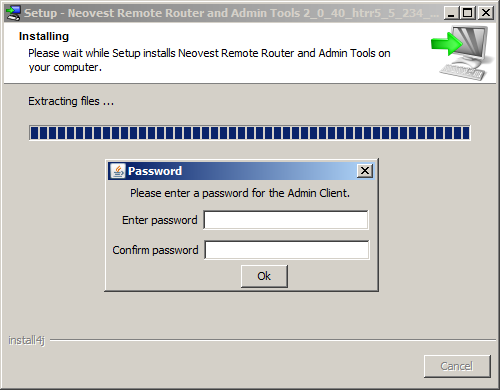 Setup - Neovest Remote Router and Admin Tools 2_0_40_htrr5_5_234_...
Installing
Please wait while Setup installs Neovest Remote Router and Admin Tools on
your computer.
Extracting files ...
Password
Please enter a password for the Admin Client.
Enter password
Confirm password
Ok
install4j
Cancel